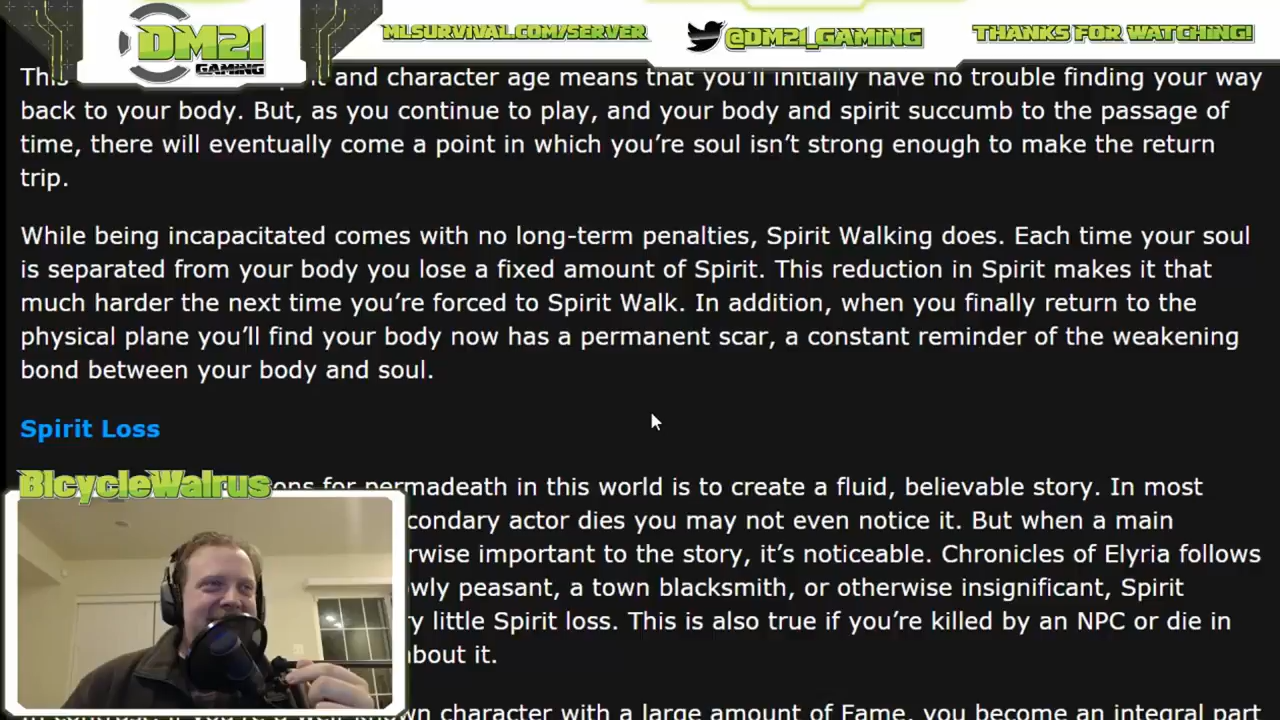 DM21
GAMING
MLSURVIVAL.COM/SERVER
@DM21_GAMING
THANKS FOR WATCHING!
This and character age means that you'll initially have no trouble finding your way
back to your body. But, as you continue to play, and your body and spirit succumb to the passage of
time, there will eventually come a point in which you're soul isn't strong enough to make the return
trip.
While being incapacitated comes with no long-term penalties, Spirit Walking does. Each time your soul
is separated from your body you lose a fixed amount of Spirit. This reduction in Spirit makes it that
much harder the next time you're forced to Spirit Walk. In addition, when you finally return to the
physical plane you'll find your body now has a permanent scar, a constant reminder of the weakening
bond between your body and soul.
Spirit Loss
BicycleWalrus
for permadeath in this world is to create a fluid, believable story. In most
actor dies you may not even notice it. But when a main
important to the story, it's noticeable. Chronicles of Elyria follows
peasant, a town blacksmith, or otherwise insignificant, Spirit
little Spirit loss. This is also true if you're killed by an NPC or die in
about it.
character with a large amount of Fame, you become an integral part